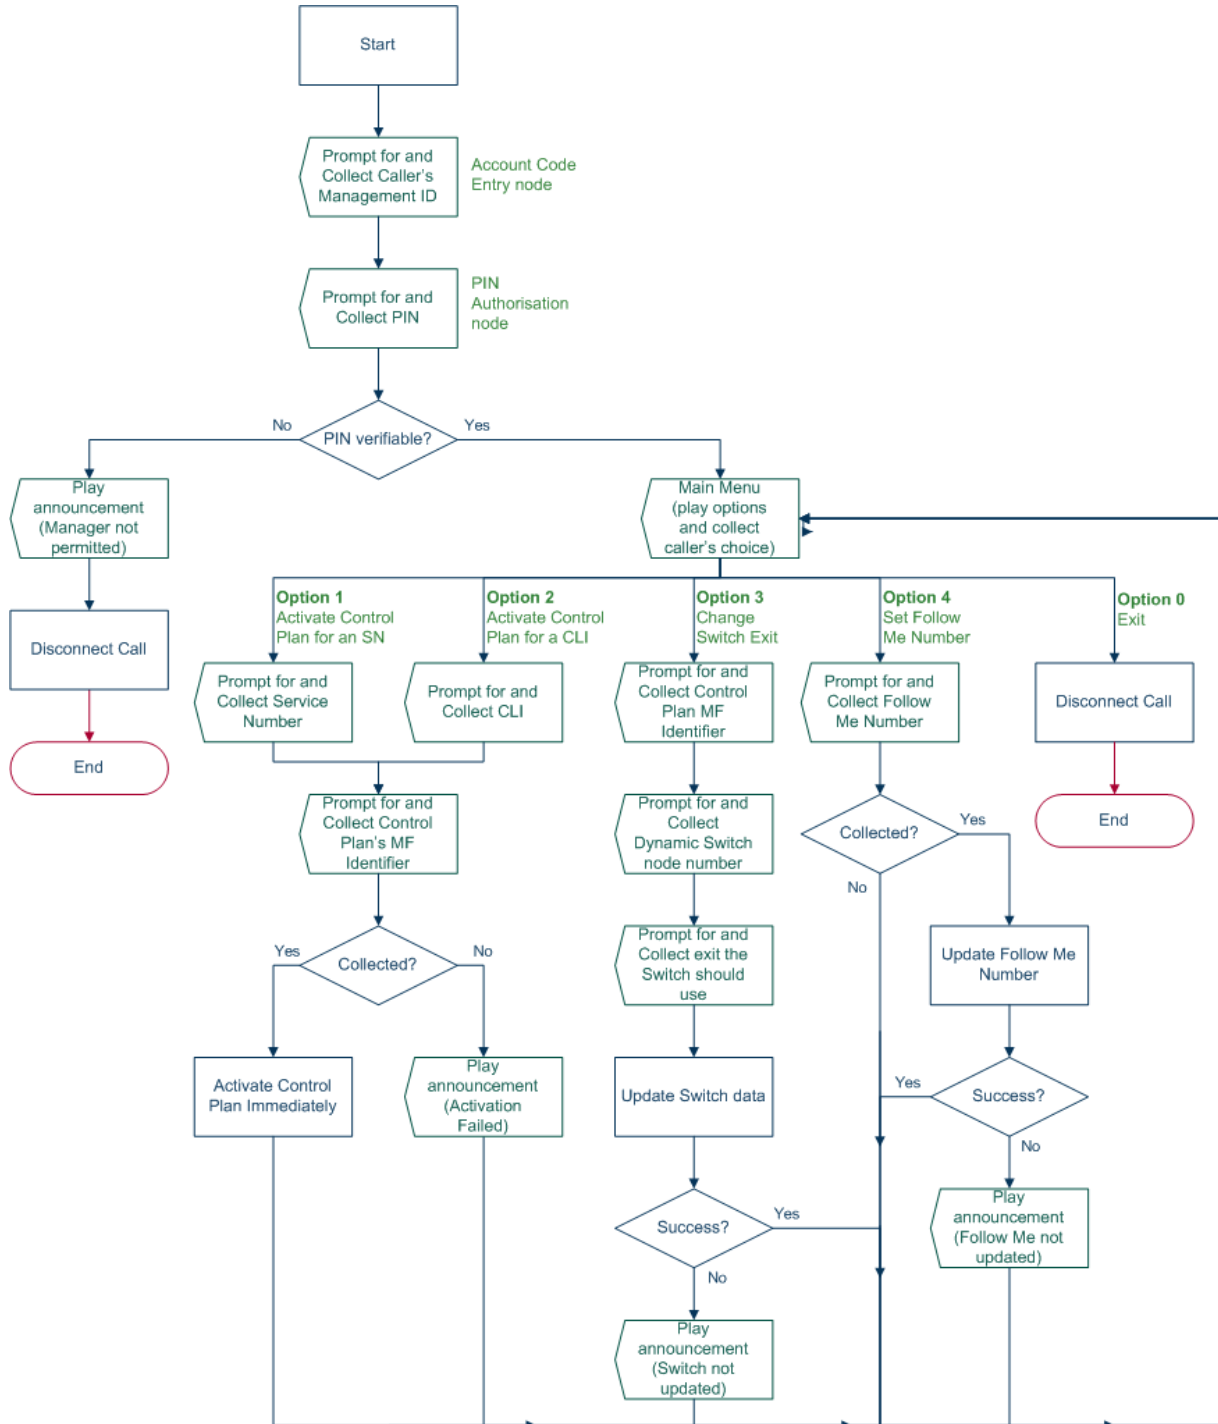 Start
Prompt for and
Collect Caller's
Management ID
Account Code
Entry node
Prompt for and
Collect PIN
PIN
Authorisation
node
No
PIN verifiable?
Yes
Play
announcement
(Manager not
permitted)
Main Menu
(play options
and collect
caller's choice)
Disconnect Call
End
Option 1
Activate Control
Plan for an SN
Option 2
Activate Control
Plan for a CLI
Option 3
Change
Switch Exit
Option 4
Set Follow
Me Number
Option 0
Exit
Prompt for and
Collect Service
Number
Prompt for and
Collect CLI
Prompt for and
Collect Control
Plan MF
Identifier
Prompt for and
Collect Follow
Me Number
Disconnect Call
End
Prompt for and
Collect Control
Plan's MF
Identifier
Prompt for and
Collect
Dynamic Switch
node number
Collected?
Yes
No
Yes
Collected?
No
Prompt for and
Collect exit the
Switch should
use
Update Follow Me
Number
Activate Control
Plan Immediately
Play
announcement
(Activation
Failed)
Update Switch data
Yes
Success?
No
Success?
Yes
No
Play
announcement
(Follow Me not
updated)
Play
announcement
(Switch not
updated)